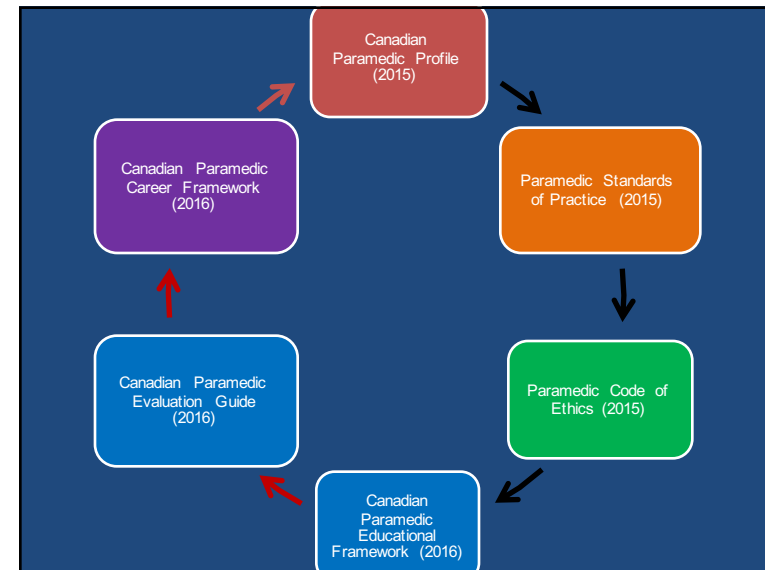 Canadian
Paramedic Profile
(2015)
Paramedic Standards
of Practice (2015)
Paramedic Code of
Ethics (2015)
Canadian
Paramedic
Educational
Framework (2016)
Canadian Paramedic
Evaluation Guide
(2016)
Canadian Paramedic
Career Framework
(2016)